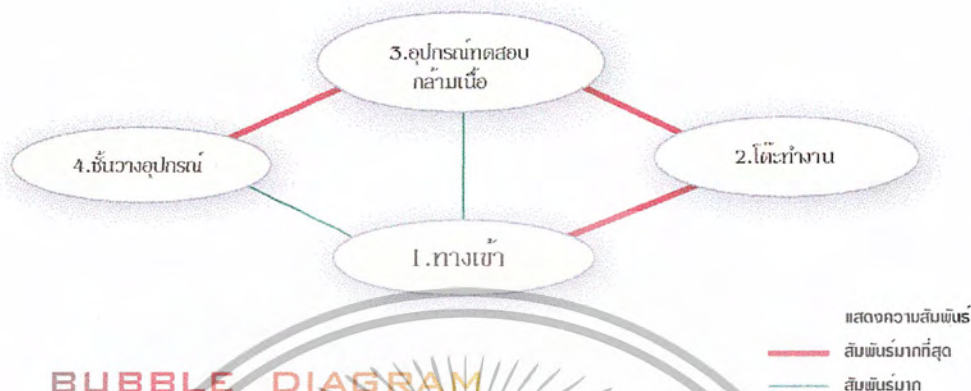 3.อุปกรณ์ทดสอบ
กล้ามเนื้อ
4.ชั้นวางอุปกรณ์
2.โต๊ะทำงาน
1.ทางเข้า
แสดงความสัมพันธ์
สัมพันธ์มากที่สุด
สัมพันธ์มาก
BUBBLE DIAGRAM